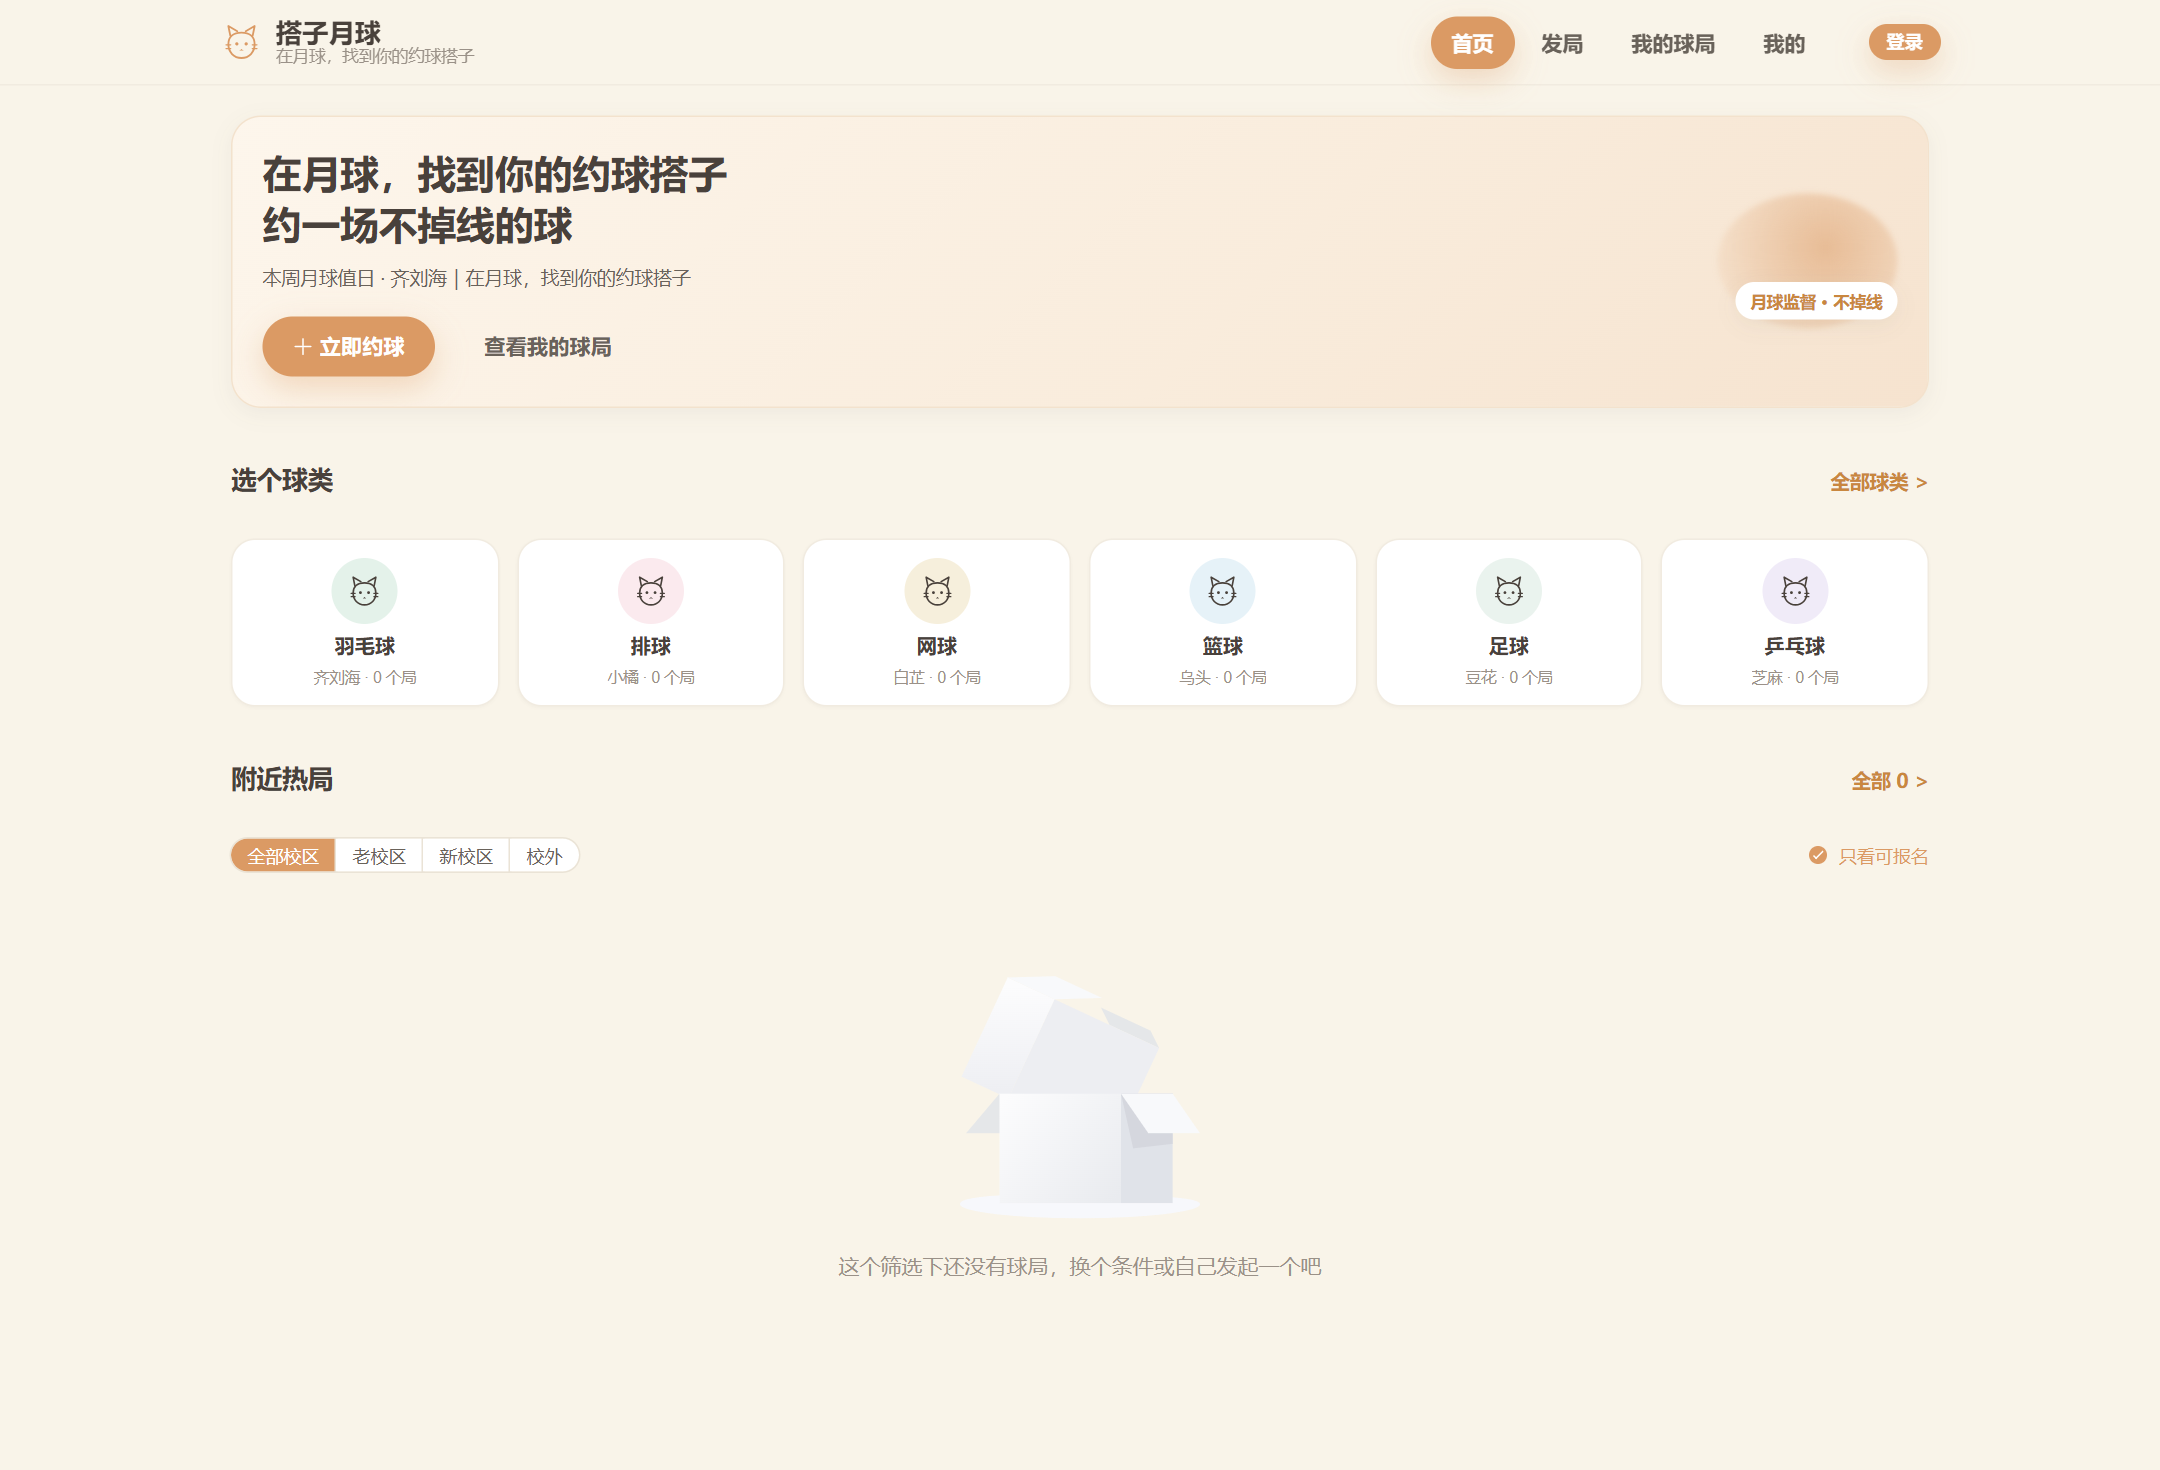 搭子月球
在月球，找到你的约球搭子
首页
发局
我的球局
我的
登录
在月球，找到你的约球搭子
约一场不掉线的球
本周月球值日 · 齐刘海 | 在月球，找到你的约球搭子
立即约球
查看我的球局
月球监督 • 不掉线
选个球类
全部球类 >
羽毛球
齐刘海 · 0 个局
排球
小橘 · 0 个局
网球
白芷 · 0 个局
篮球
乌头 · 0 个局
足球
豆花 · 0 个局
乒乓球
芝麻 · 0 个局
附近热局
全部 0 >
全部校区
老校区
新校区
校外
只看可报名
这个筛选下还没有球局，换个条件或自己发起一个吧